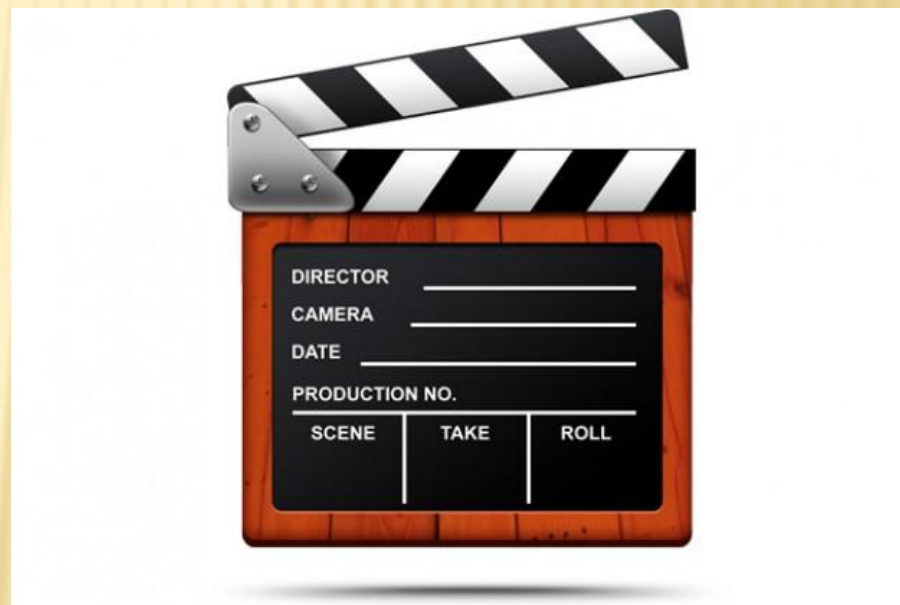 DIRECTOR
CAMERA
DATE
PRODUCTION NO.
SCENE TAKE ROLL